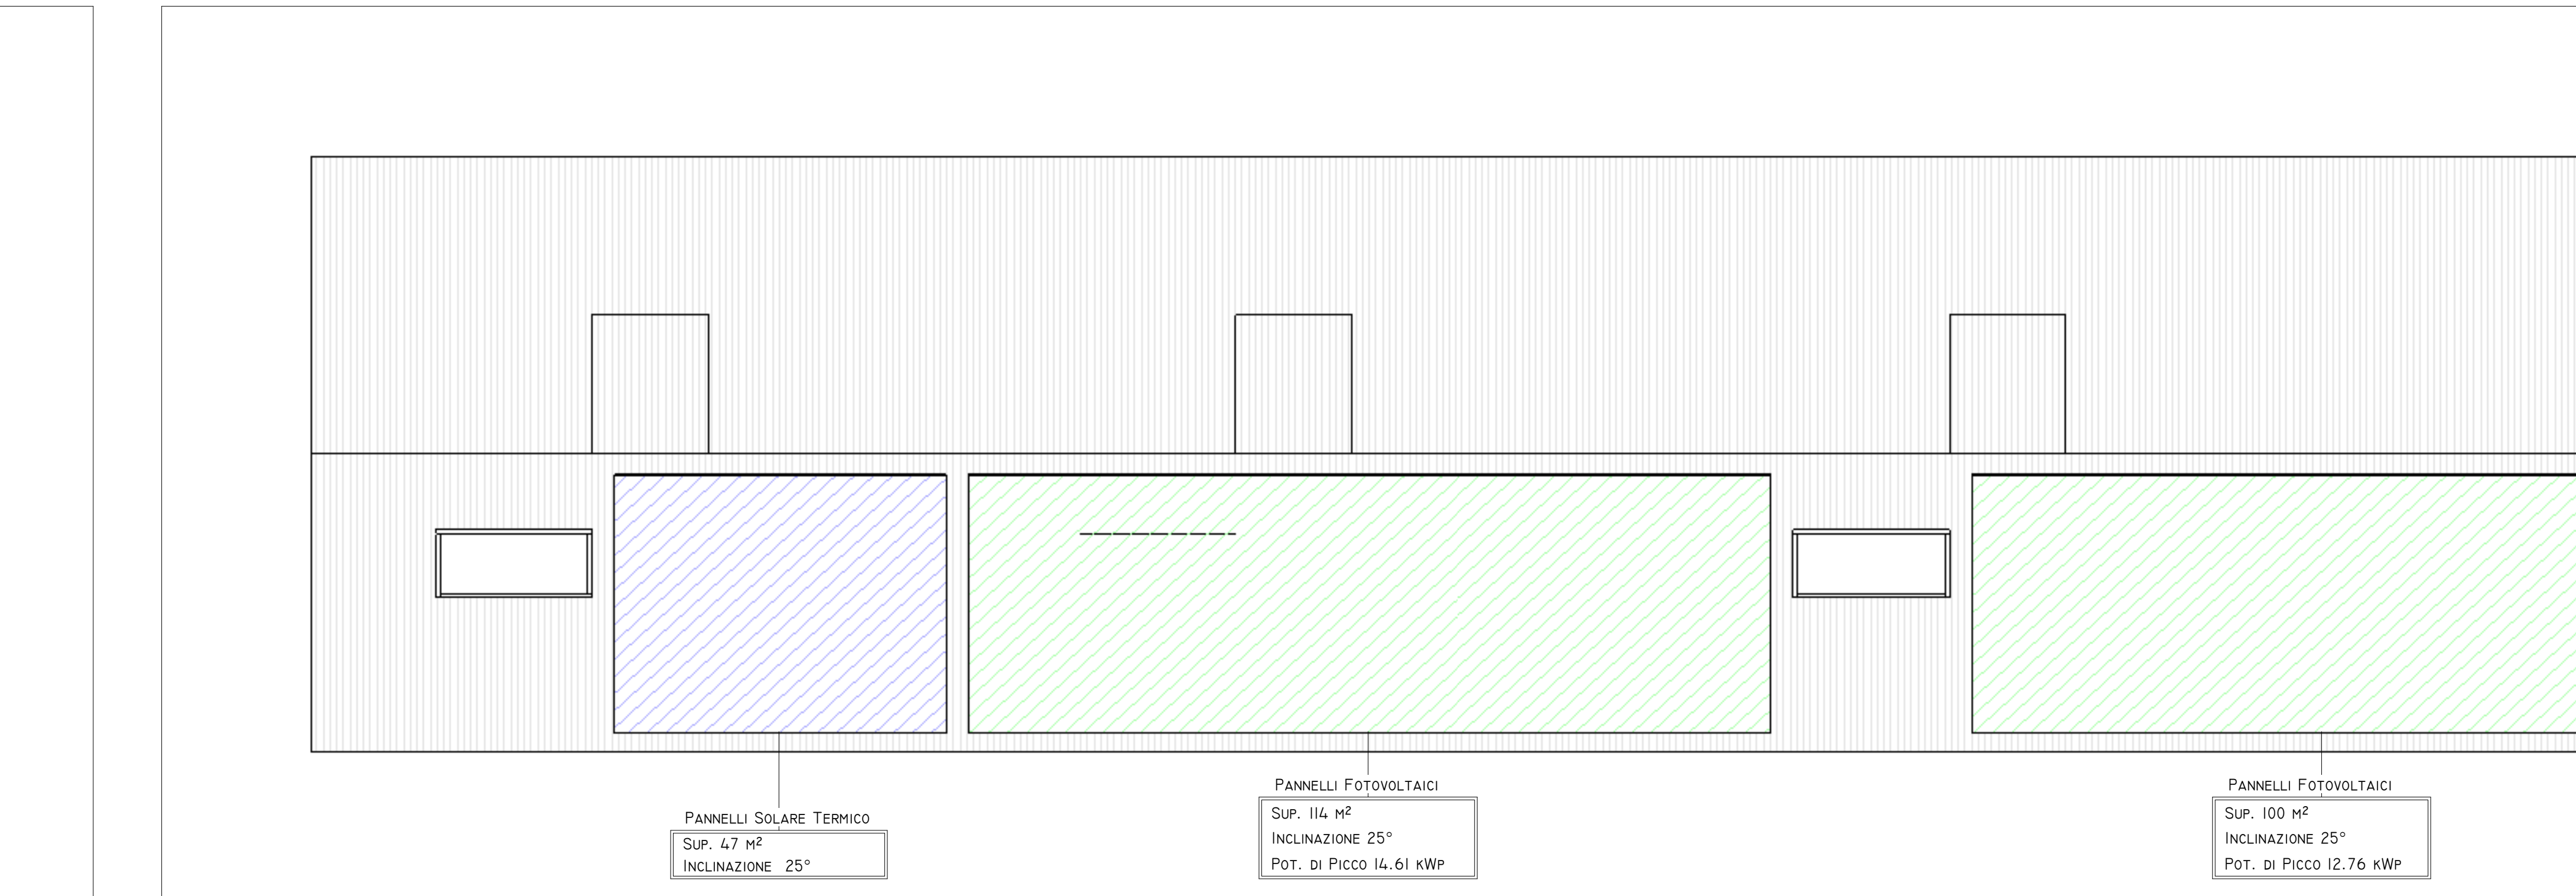 Pannelli Solare Termico
Sup. 47 m²
Inclinazione 25°
Pannelli Fotovoltaici
Sup. 114 m²
Inclinazione 25°
Pot. di Picco 14.61 kWp
Pannelli Fotovoltaici
Sup. 100 m²
Inclinazione 25°
Pot. di Picco 12.76 kWp